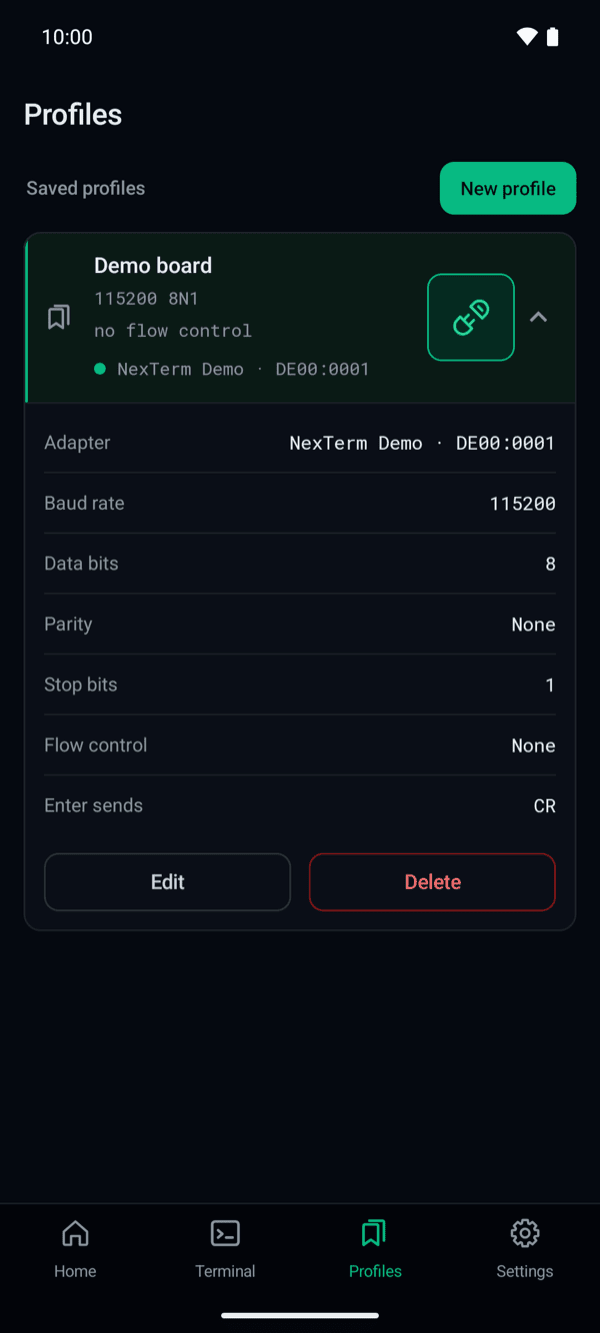 10:00
Profiles
Saved profiles
New profile
Demo board
115200 8N1
no flow control
NexTerm Demo · DE00:0001
Adapter NexTerm Demo · DE00:0001
Baud rate 115200
Data bits 8
Parity None
Stop bits 1
Flow control None
Enter sends CR
Edit Delete
Home Terminal Profiles Settings